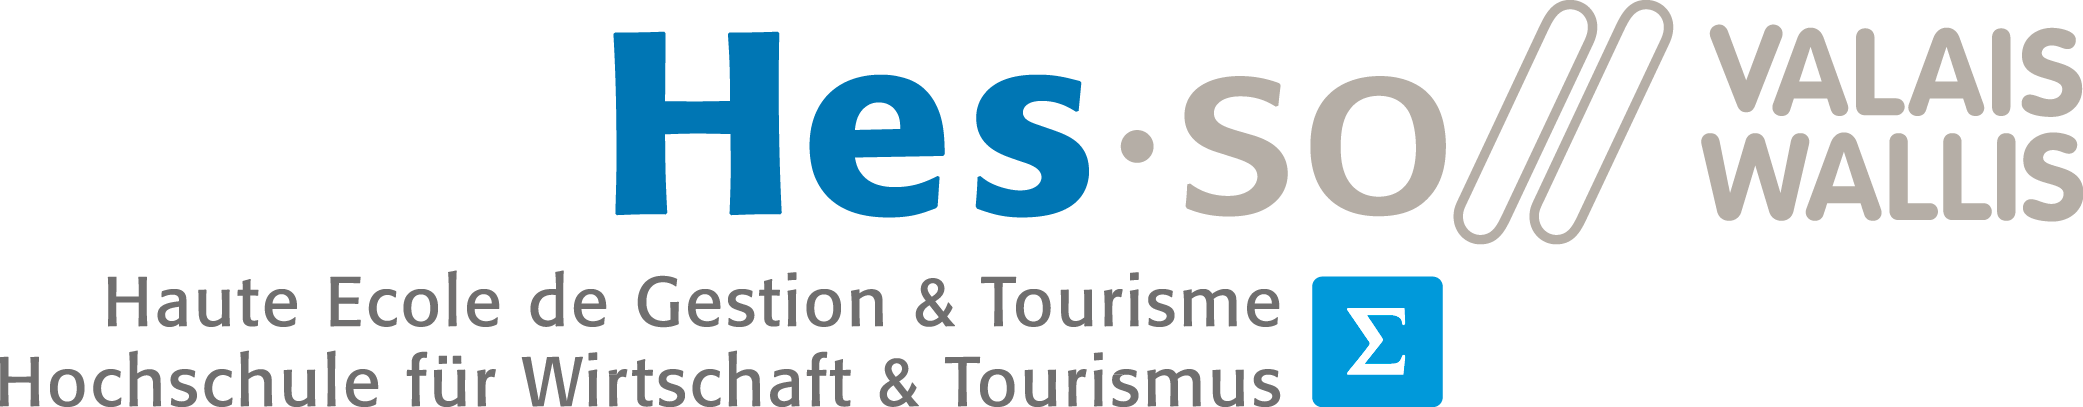 Hes·so VALAIS
WALLIS
Haute Ecole de Gestion & Tourisme
Hochschule für Wirtschaft & Tourismus Σ